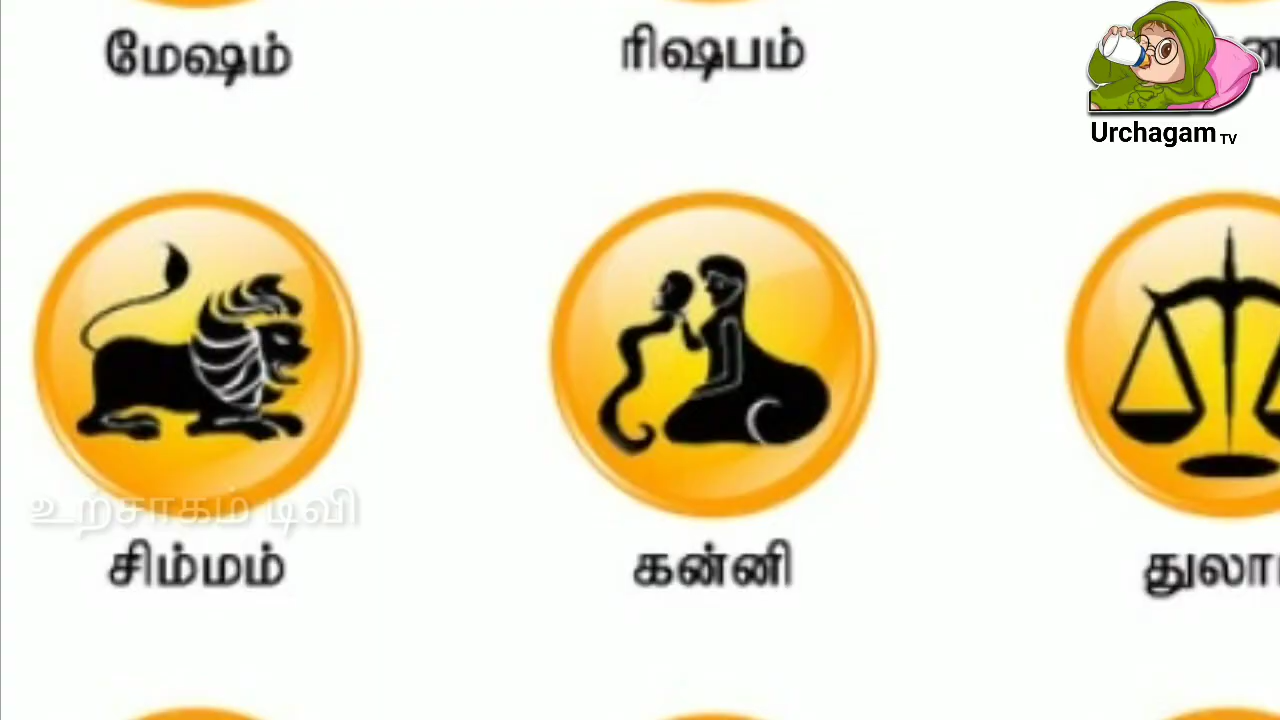 மேஷம்
ரிஷபம்
Urchagam TV
உற்சாகம் டிவி
சிம்மம்
கன்னி